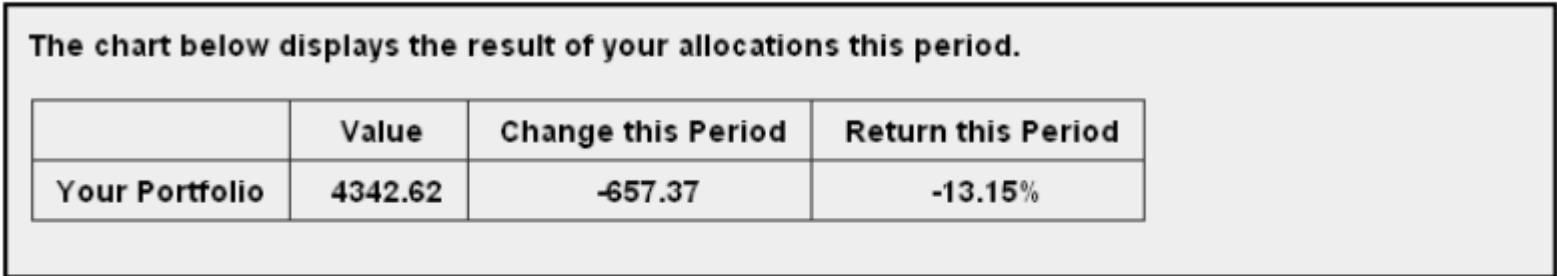 The chart below displays the result of your allocations this period.
Value Change this Period Return this Period
Your Portfolio 4342.62 -657.37 -13.15%